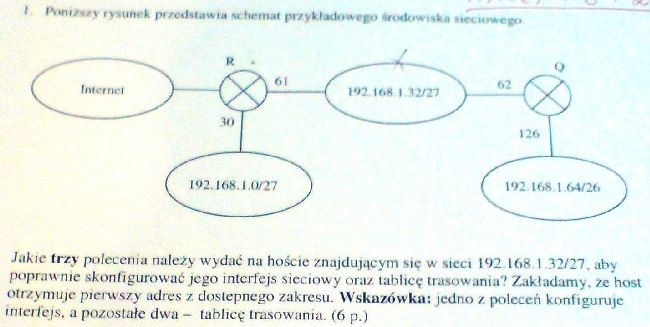 1. Poniższy rysunek przedstawia schemat przykładowego środowiska sieciowego
R
Q
Internet
61
192.168.1.32/27
62
30
126
192.168.1.0/27
192.168.1.64/26
Jakie trzy polecenia należy wydać na hoście znajdującym się w sieci 192.168.1.32/27, aby
poprawnie skonfigurować jego interfejs sieciowy oraz tablicę trasowania? Zakładamy, że host
otrzymuje pierwszy adres z dostępnego zakresu. Wskazówka: jedno z poleceń konfiguruje
interfejs, a pozostałe dwa – tablicę trasowania. (6 p.)